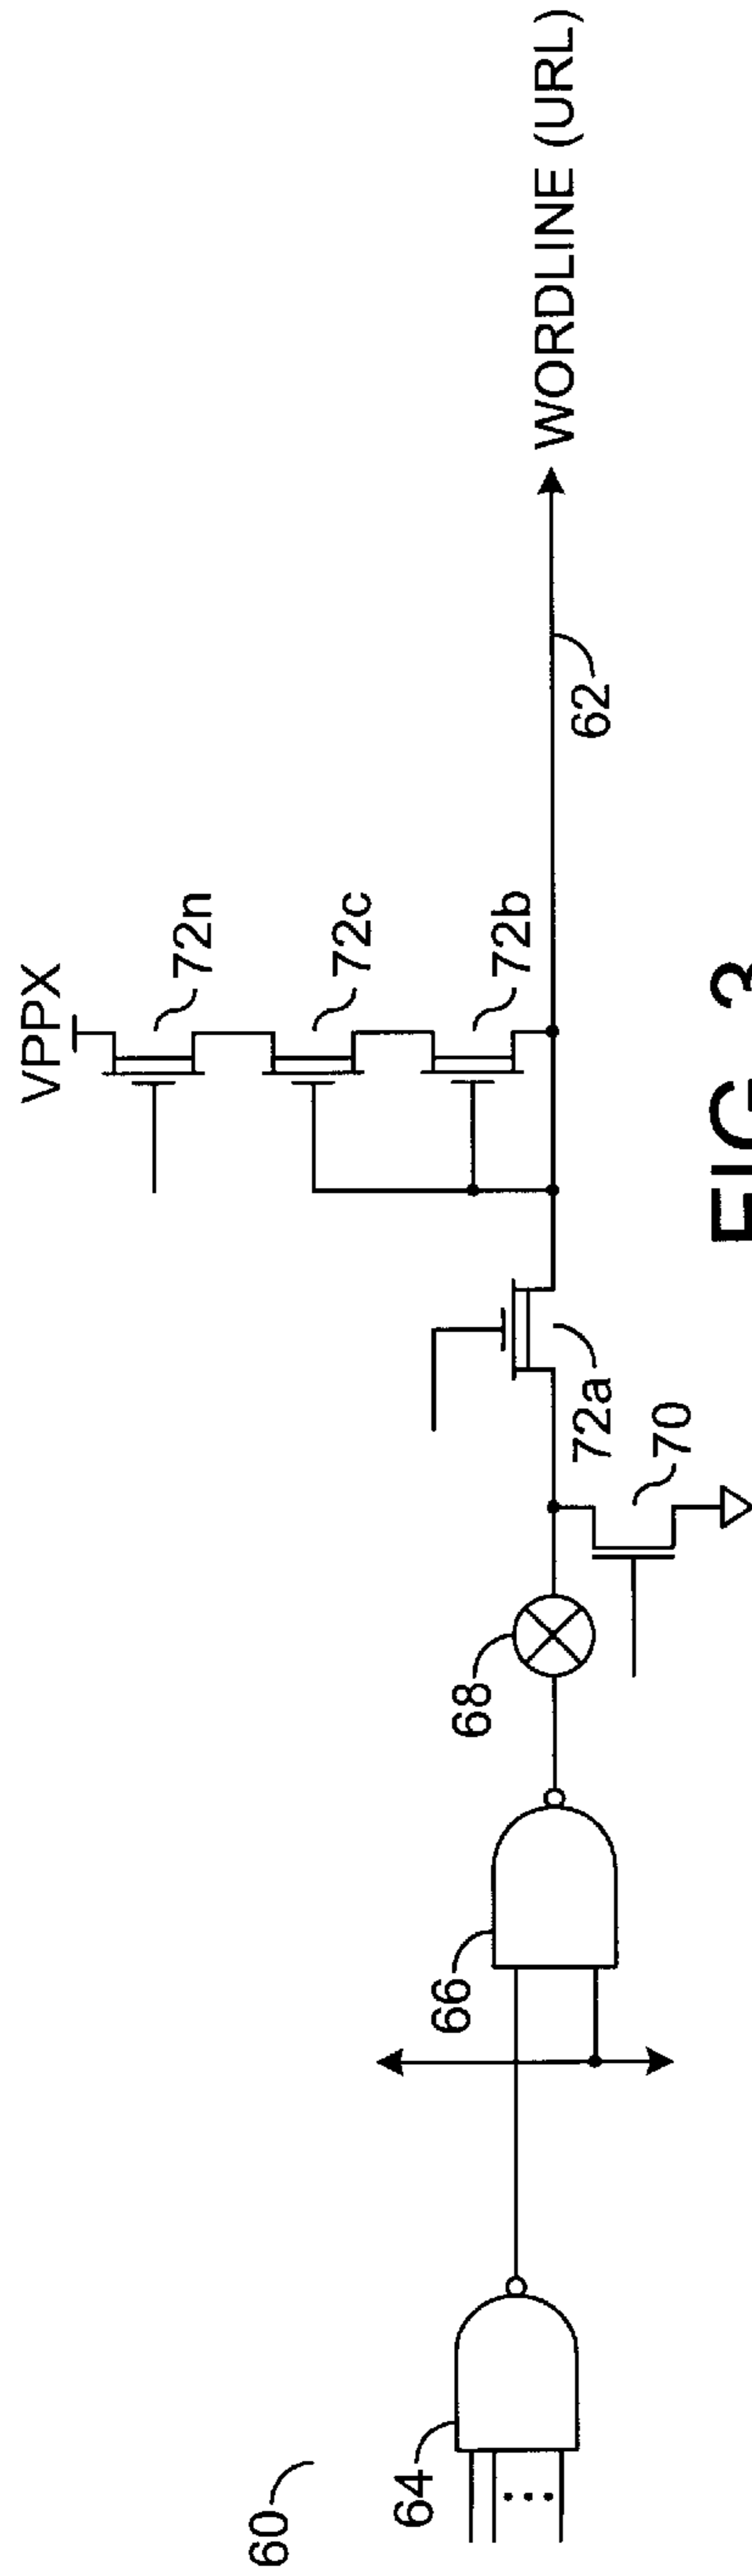 60
64
66
68
70
72a
72b
72c
72n
VPPX
62
WORDLINE (URL)
FIG. 3